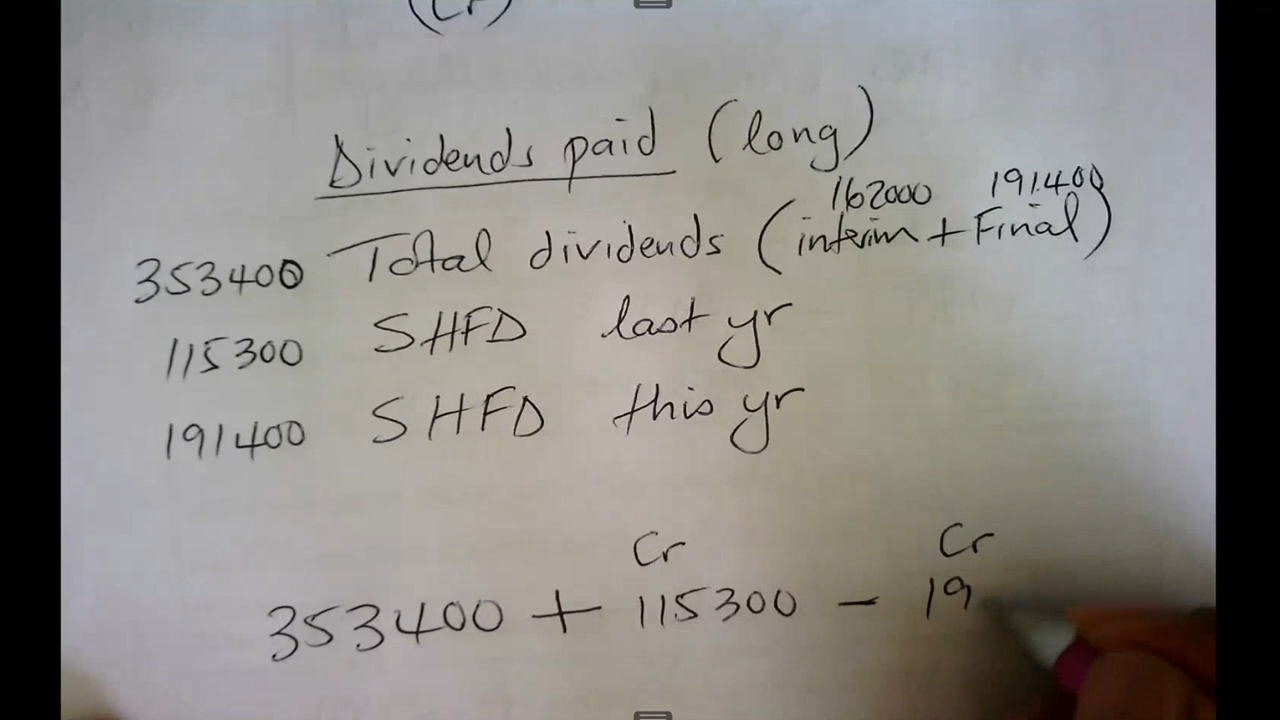 (Cr)
Dividends paid (long)
162000 191400
353400 Total dividends (interim + Final)
115300 SHFD last yr
191400 SHFD this yr
Cr Cr
353400 + 115300 - 19